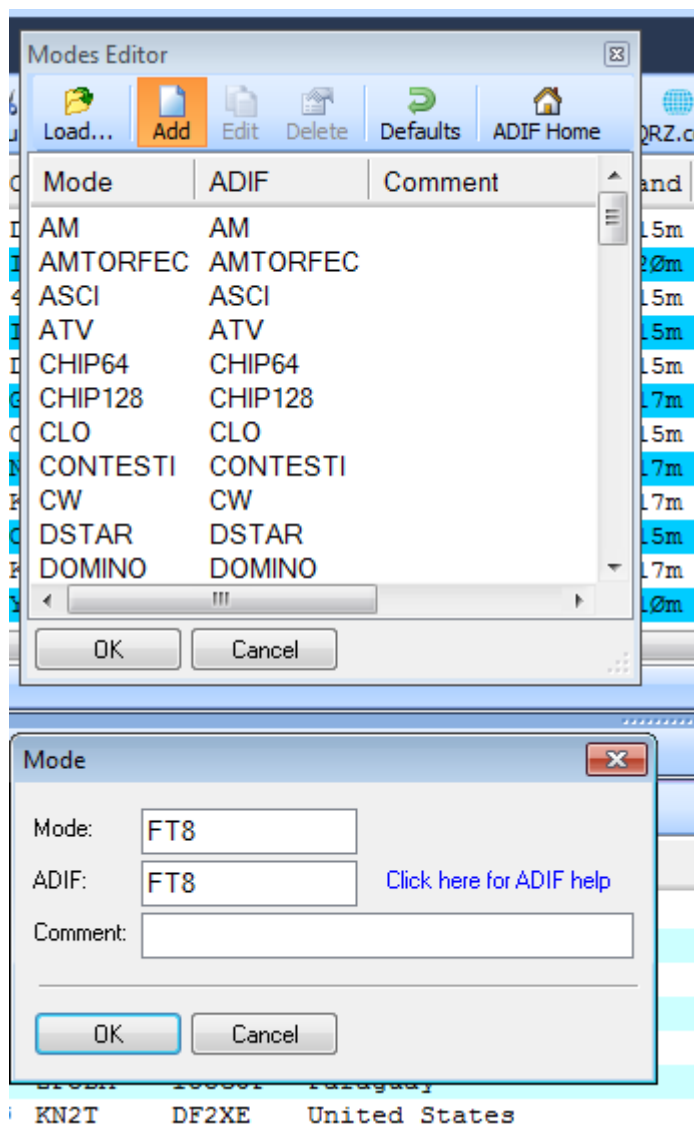 Modes Editor
Load... Add Edit Delete Defaults ADIF Home
Mode ADIF Comment
AM AM
15m
AMTORFEC AMTORFEC
ASCI ASCI
15m
ATV ATV
15m
CHIP64 CHIP64
15m
CHIP128 CHIP128
17m
CLO CLO
15m
CONTESTI CONTESTI
17m
CW CW
17m
DSTAR DSTAR
15m
DOMINO DOMINO
17m
OK Cancel
Mode
Mode: FT8
ADIF: FT8 Click here for ADIF help
Comment:
OK Cancel
KN2T DF2XE United States